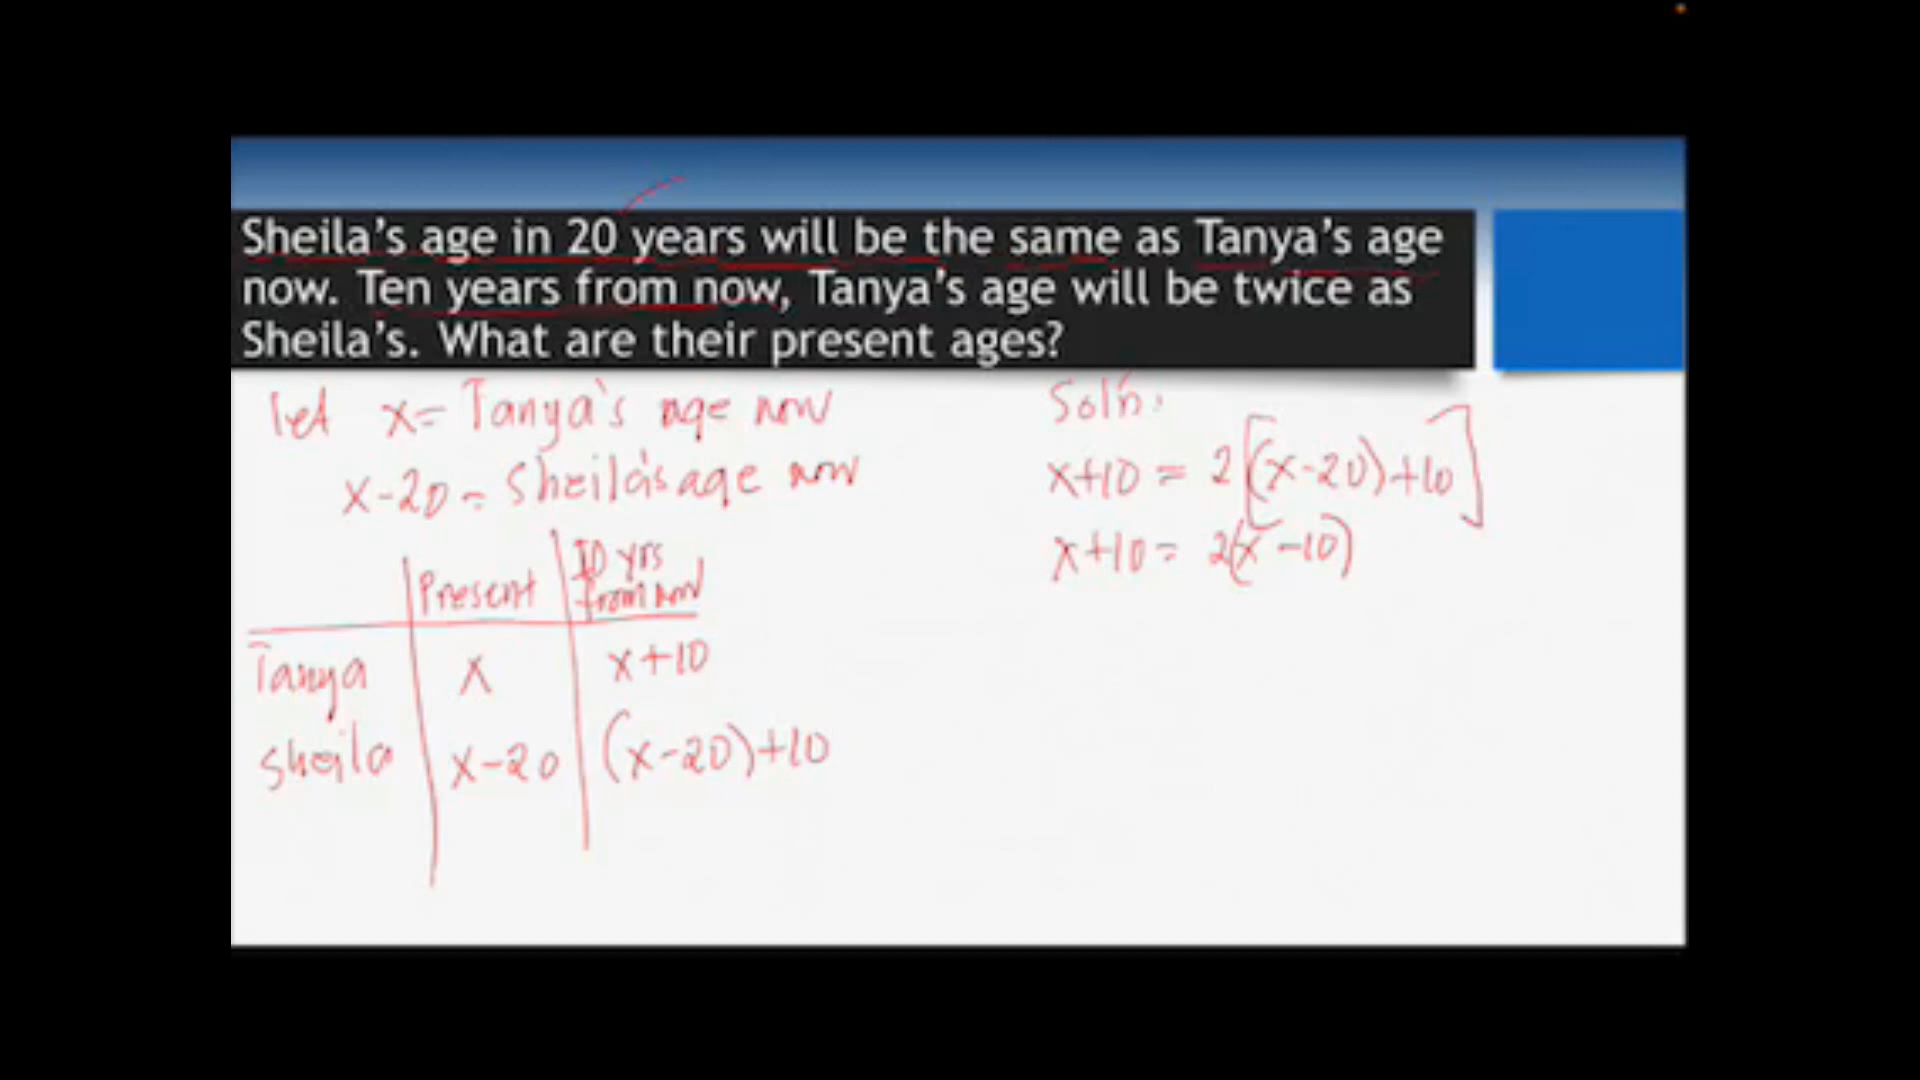 Sheila's age in 20 years will be the same as Tanya's age
now. Ten years from now, Tanya's age will be twice as
Sheila's. What are their present ages?
let x = Tanya's age now
x-20 = Sheila's age now
Present 10 yrs from now
Tanya x x+10
Sheila x-20 (x-20)+10
Sol'n:
x+10 = 2[(x-20)+10]
x+10 = 2(x-10)